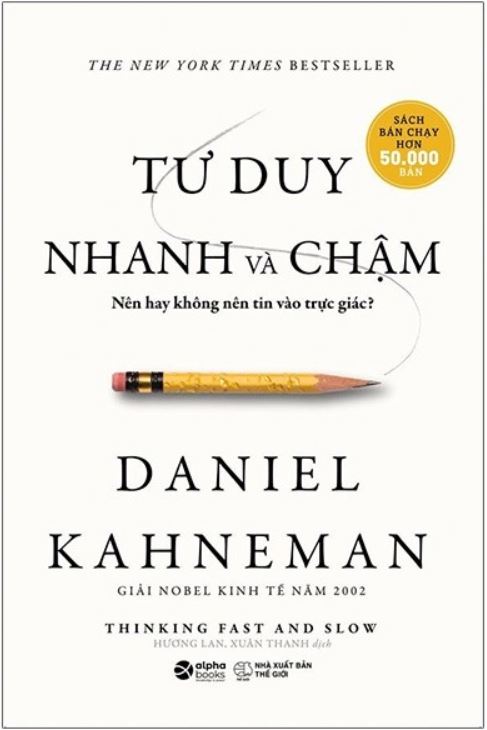 THE NEW YORK TIMES BESTSELLER
SÁCH
BÁN CHẠY
HƠN
50.000
BẢN
TƯ DUY
NHANH VÀ CHẬM
Nên hay không nên tin vào trực giác?
DANIEL
KAHNEMAN
GIẢI NOBEL KINH TẾ NĂM 2002
THINKING FAST AND SLOW
HƯƠNG LAN, XUÂN THANH dịch
alpha
books
NHÀ XUẤT BẢN
THẾ GIỚI